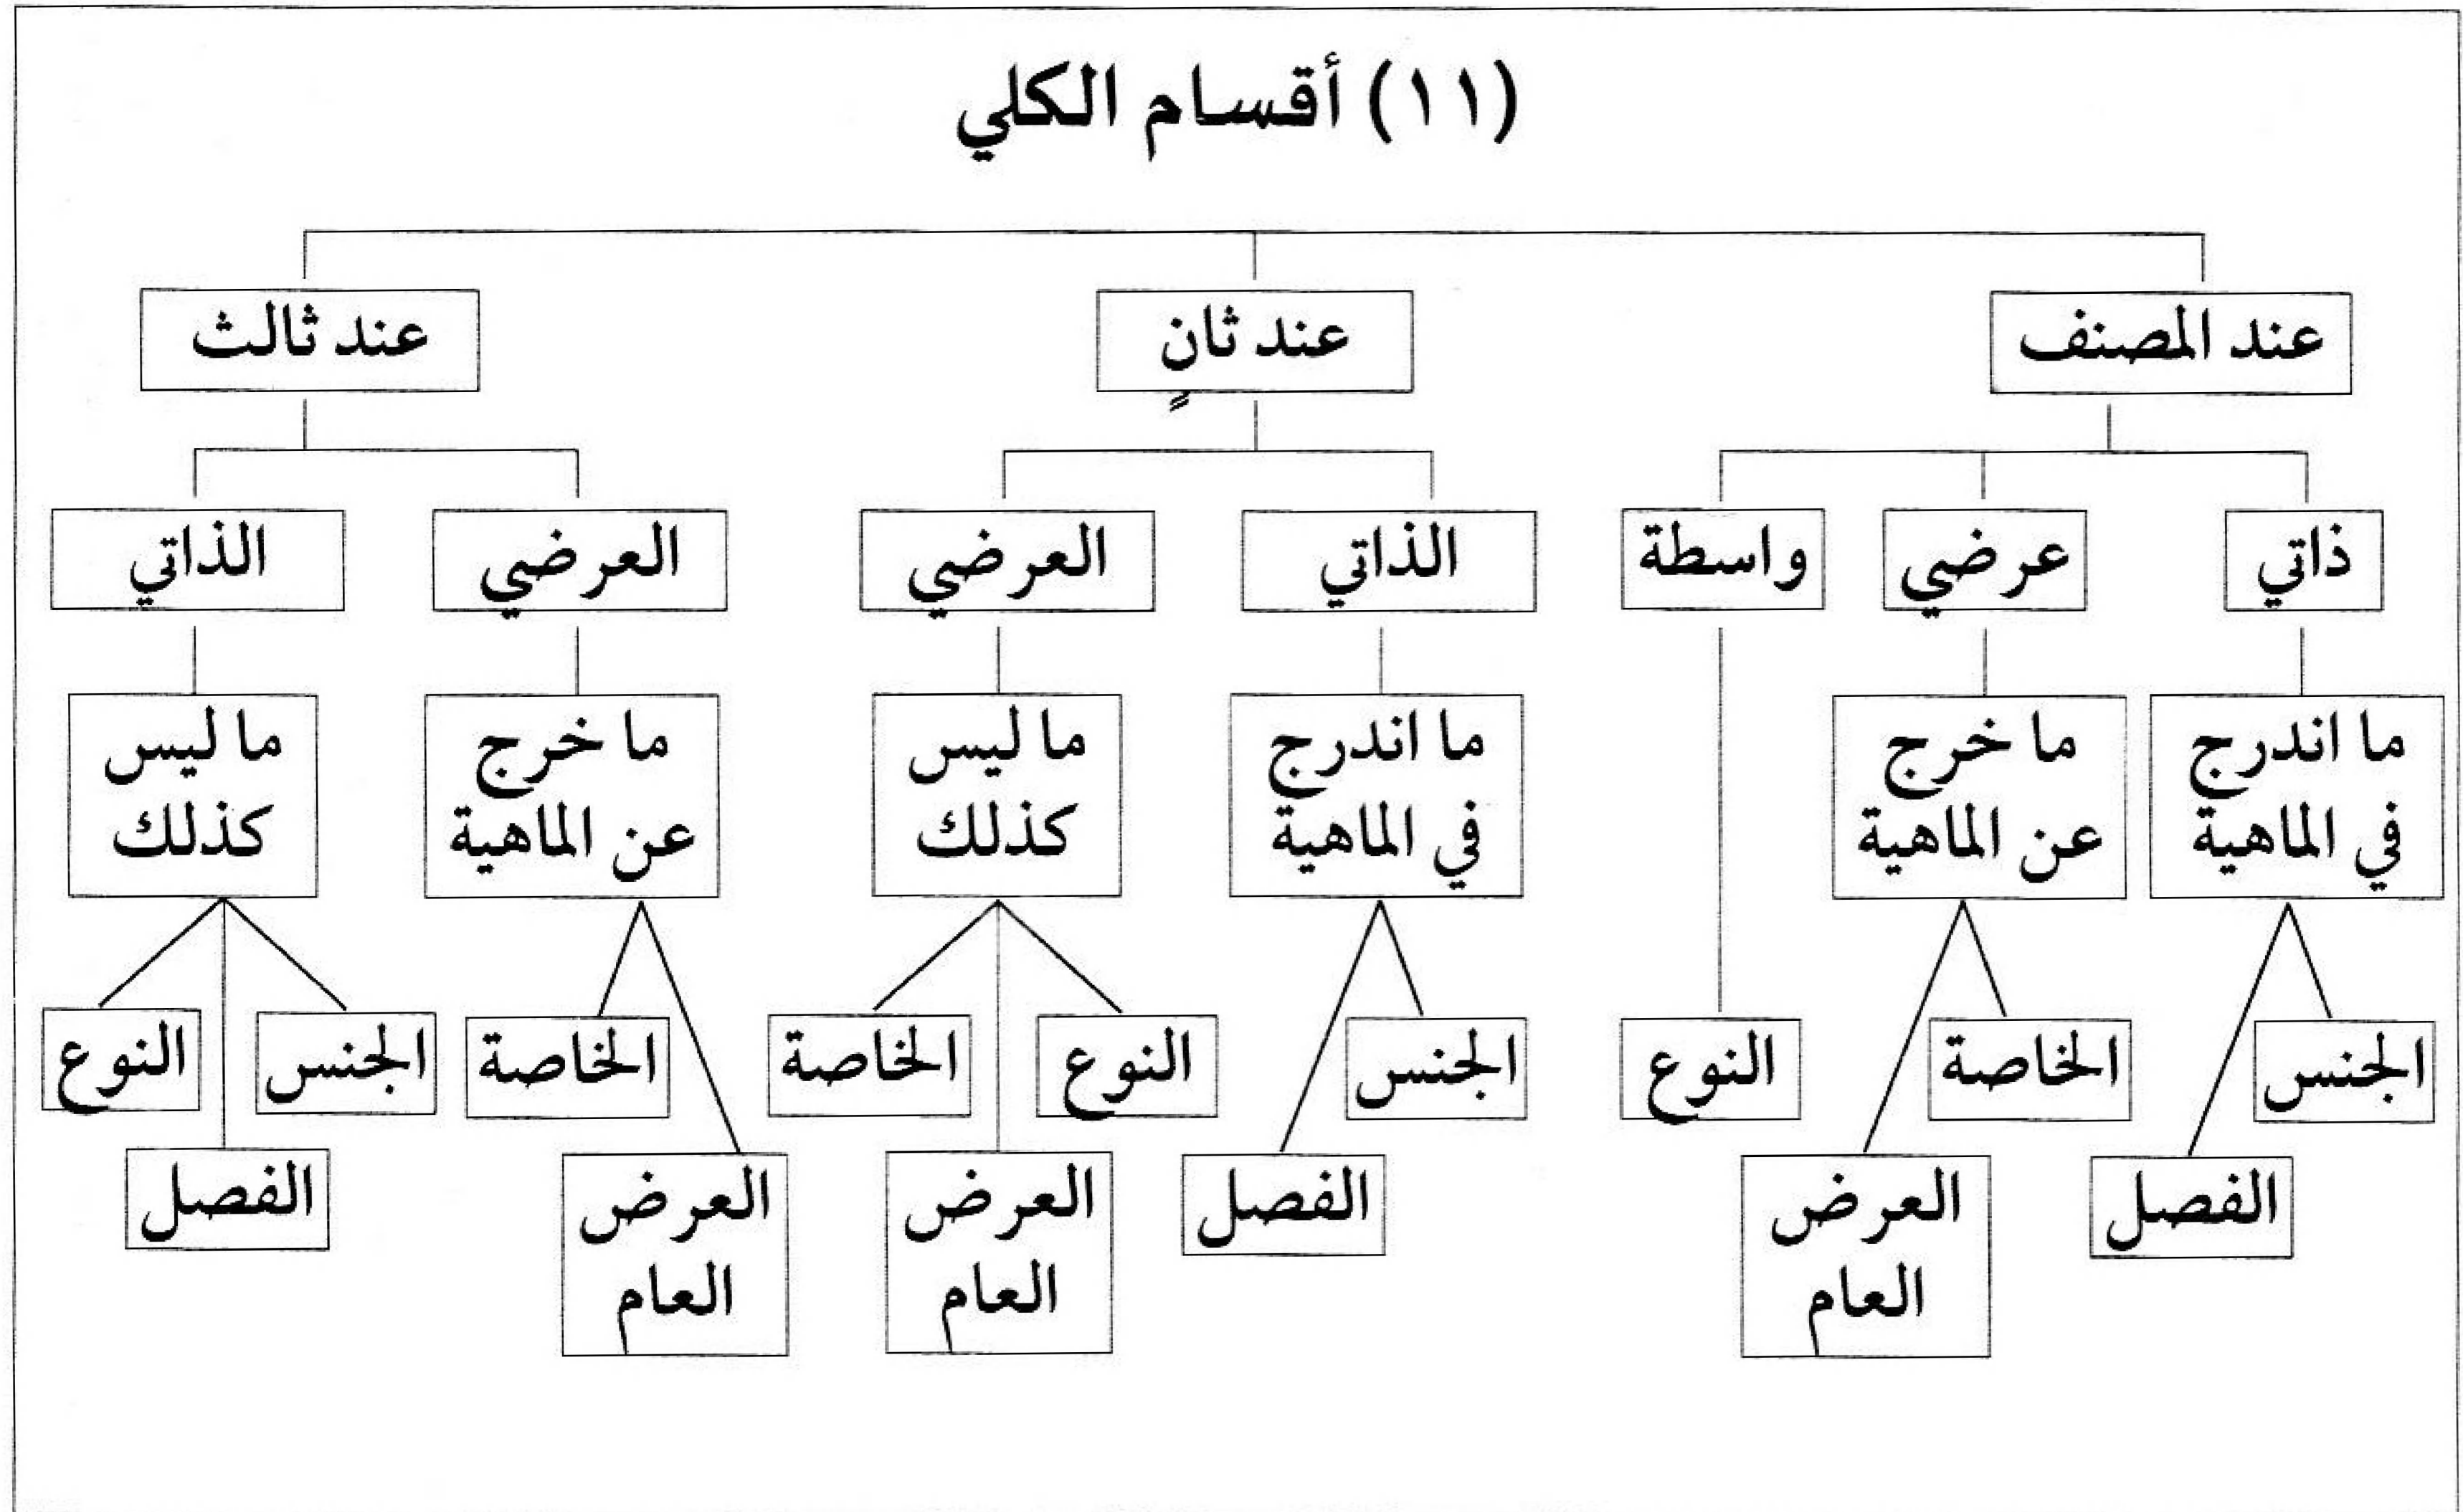 (١١) أقسام الكلي
عند المصنف
عند ثانٍ
عند ثالث
ذاتي
عرضي
واسطة
الذاتي
العرضي
العرضي
الذاتي
ما اندرج
في الماهية
ما خرج
عن الماهية
ما اندرج
في الماهية
ما ليس
كذلك
ما خرج
عن الماهية
ما ليس
كذلك
الجنس
الخاصة
النوع
الجنس
النوع
الخاصة
الخاصة
الجنس
النوع
الفصل
العرض
العام
الفصل
العرض
العام
العرض
العام
الفصل